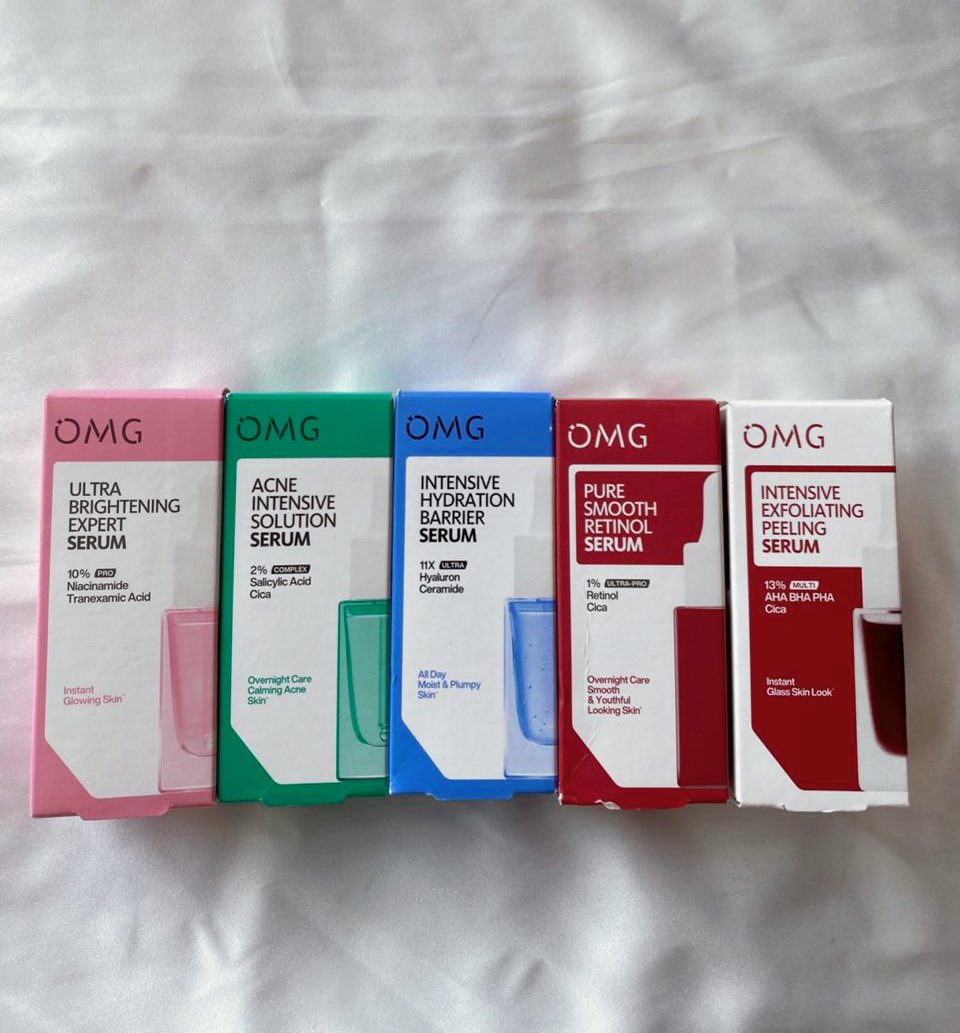 OMG
ULTRA
BRIGHTENING
EXPERT
SERUM
10% PRO
Niacinamide
Tranexamic Acid
Instant
Glowing Skin*
OMG
ACNE
INTENSIVE
SOLUTION
SERUM
2% COMPLEX
Salicylic Acid
Cica
Overnight Care
Calming Acne
Skin*
OMG
INTENSIVE
HYDRATION
BARRIER
SERUM
11X ULTRA
Hyaluron
Ceramide
All Day
Moist & Plumpy
Skin*
OMG
PURE
SMOOTH
RETINOL
SERUM
1% ULTRA-PRO
Retinol
Cica
Overnight Care
Smooth
& Youthful
Looking Skin*
OMG
INTENSIVE
EXFOLIATING
PEELING
SERUM
13% MULTI
AHA BHA PHA
Cica
Instant
Glass Skin Look*